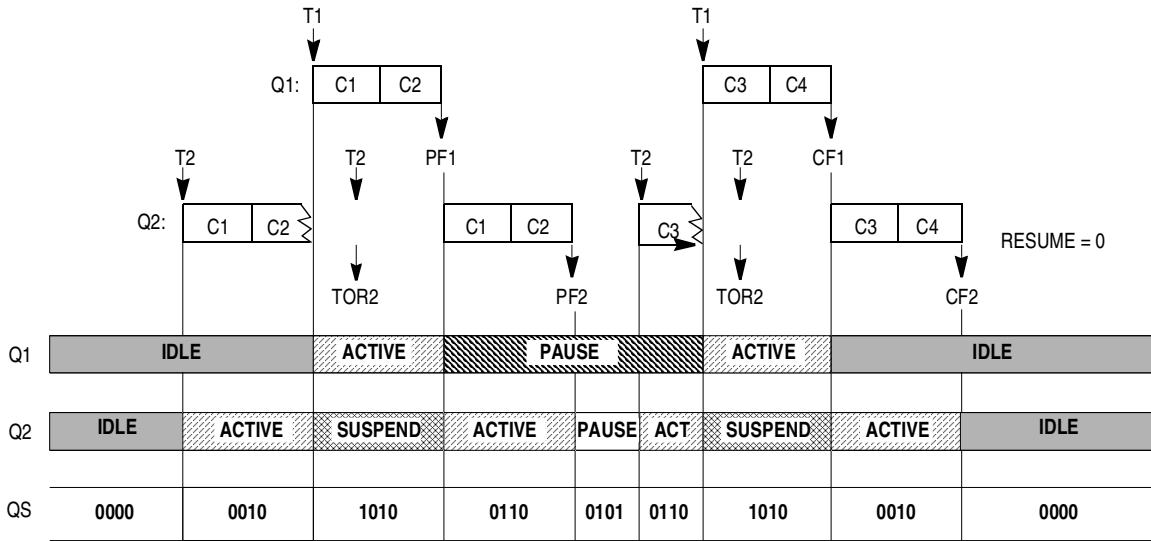 T1 T1
Q1: C1 C2 C3 C4
T2 T2 PF1 T2 T2 CF1
Q2: C1 C2 C1 C2 C3 C3 C4
RESUME = 0
TOR2 PF2 TOR2 CF2
Q1 IDLE ACTIVE PAUSE ACTIVE IDLE
Q2 IDLE ACTIVE SUSPEND ACTIVE PAUSE ACT SUSPEND ACTIVE IDLE
QS 0000 0010 1010 0110 0101 0110 1010 0010 0000